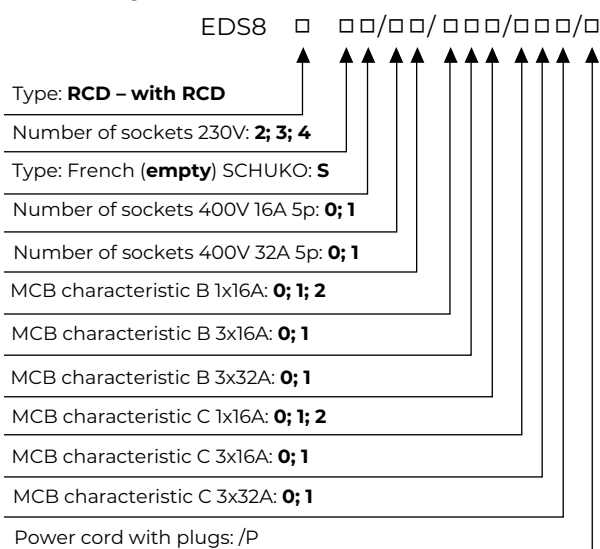 EDS8 □ □□/□□/ □□□/□□□/□
Type: RCD – with RCD
Number of sockets 230V: 2; 3; 4
Type: French (empty) SCHUKO: S
Number of sockets 400V 16A 5p: 0; 1
Number of sockets 400V 32A 5p: 0; 1
MCB characteristic B 1x16A: 0; 1; 2
MCB characteristic B 3x16A: 0; 1
MCB characteristic B 3x32A: 0; 1
MCB characteristic C 1x16A: 0; 1; 2
MCB characteristic C 3x16A: 0; 1
MCB characteristic C 3x32A: 0; 1
Power cord with plugs: /P